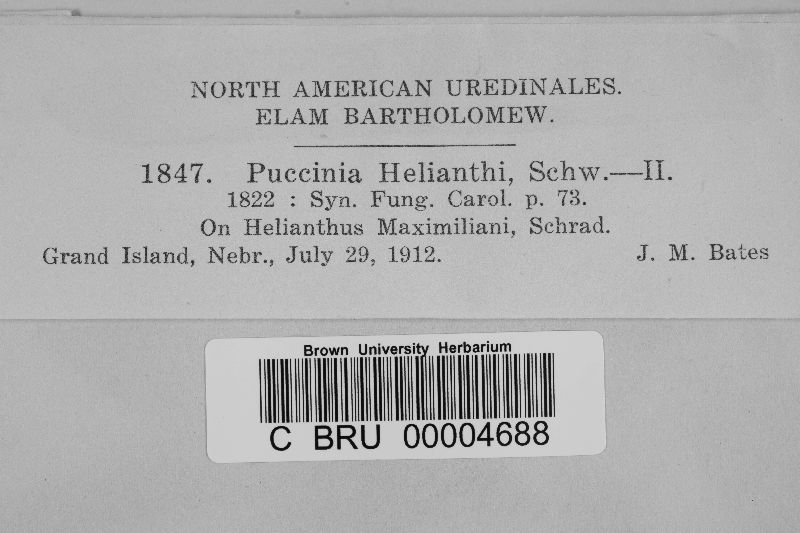 NORTH AMERICAN UREDINALES.
ELAM BARTHOLOMEW.
1847. Puccinia Helianthi, Schw.—II.
1822 : Syn. Fung. Carol. p. 73.
On Helianthus Maximiliani, Schrad.
Grand Island, Nebr., July 29, 1912. J. M. Bates
Brown University Herbarium
C BRU 00004688